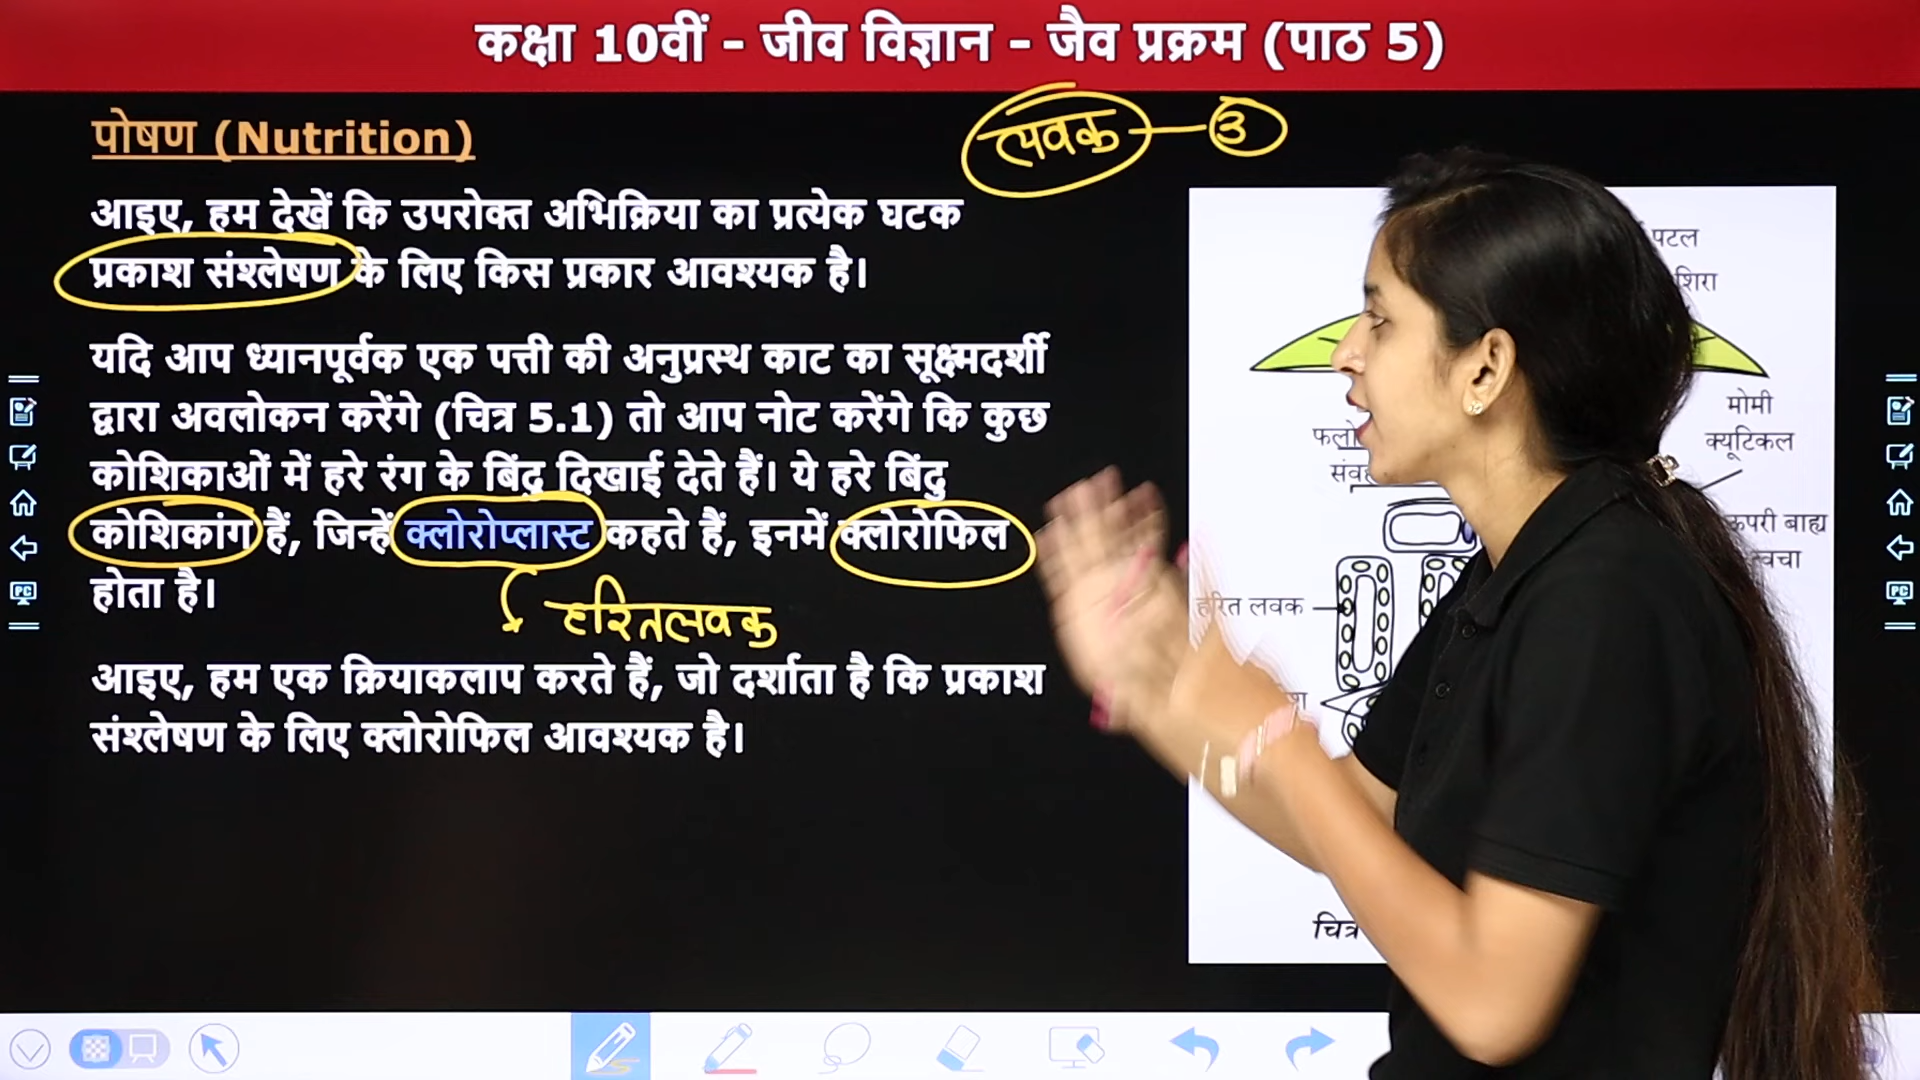 कक्षा 10वीं - जीव विज्ञान - जैव प्रक्रम (पाठ 5)
पोषण (Nutrition)
लवक — 3
आइए, हम देखें कि उपरोक्त अभिक्रिया का प्रत्येक घटक
प्रकाश संश्लेषण के लिए किस प्रकार आवश्यक है।
यदि आप ध्यानपूर्वक एक पत्ती की अनुप्रस्थ काट का सूक्ष्मदर्शी
द्वारा अवलोकन करेंगे (चित्र 5.1) तो आप नोट करेंगे कि कुछ
कोशिकाओं में हरे रंग के बिंदु दिखाई देते हैं। ये हरे बिंदु
कोशिकांग हैं, जिन्हें क्लोरोप्लास्ट कहते हैं, इनमें क्लोरोफिल
होता है।
हरितलवक
आइए, हम एक क्रियाकलाप करते हैं, जो दर्शाता है कि प्रकाश
संश्लेषण के लिए क्लोरोफिल आवश्यक है।
पटल
शिरा
मोमी
क्यूटिकल
ऊपरी बाह्य
त्वचा
हरित लवक
चित्र
PC
PC